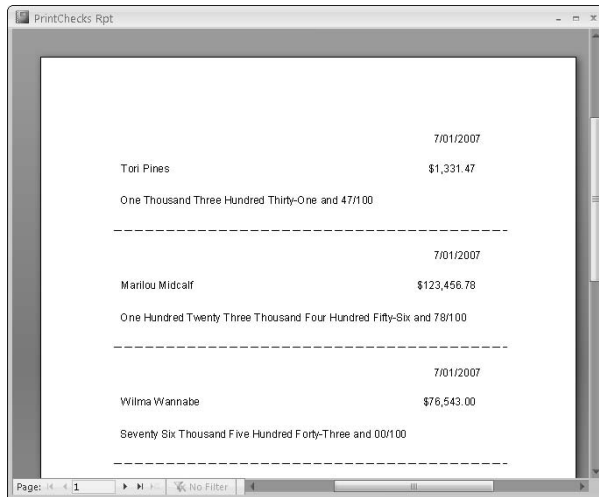 PrintChecks Rpt
7/01/2007
Tori Pines $1,331.47
One Thousand Three Hundred Thirty-One and 47/100
7/01/2007
Marilou Midcalf $123,456.78
One Hundred Twenty Three Thousand Four Hundred Fifty-Six and 78/100
7/01/2007
Wilma Wannabe $76,543.00
Seventy Six Thousand Five Hundred Forty-Three and 00/100
Page: 1 No Filter